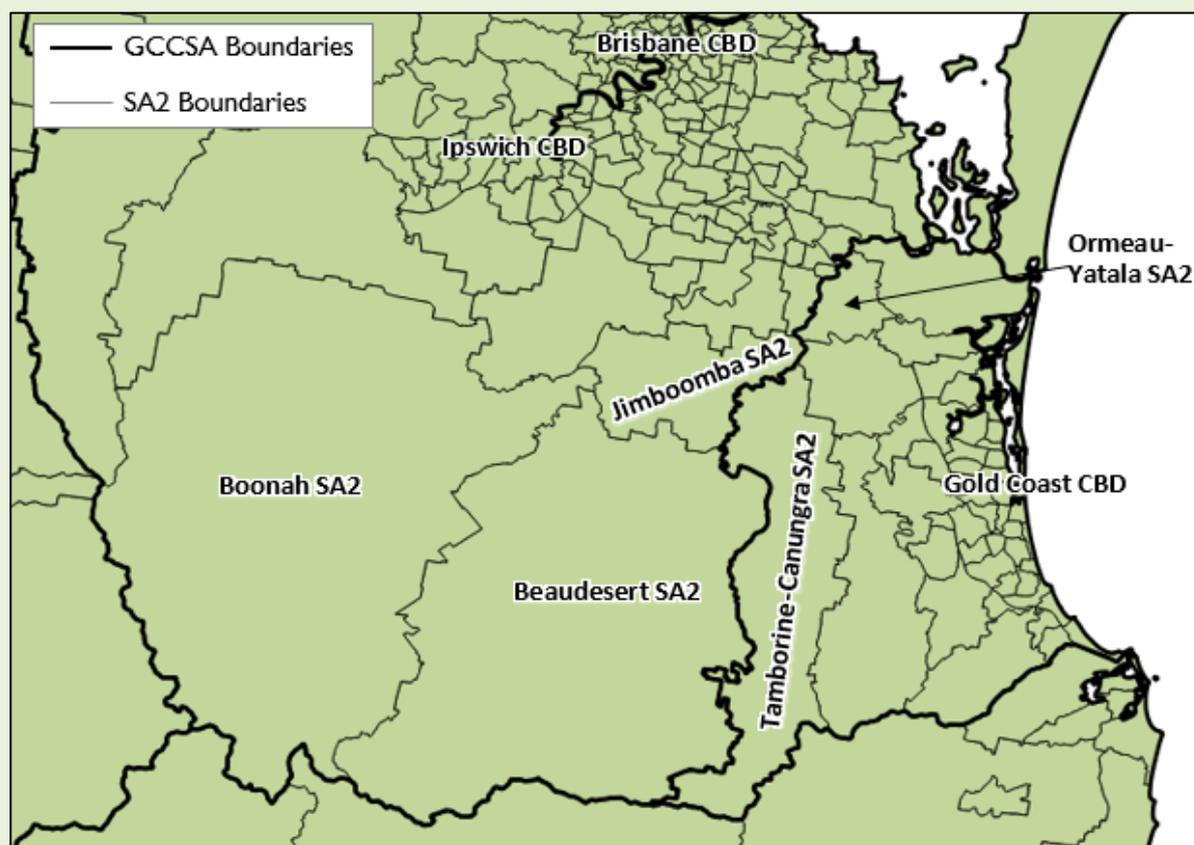 GCCSA Boundaries
SA2 Boundaries
Brisbane CBD
Ipswich CBD
Ormeau-
Yatala SA2
Jimboomba SA2
Boonah SA2
Gold Coast CBD
Tamborine-Canungra SA2
Beaudesert SA2